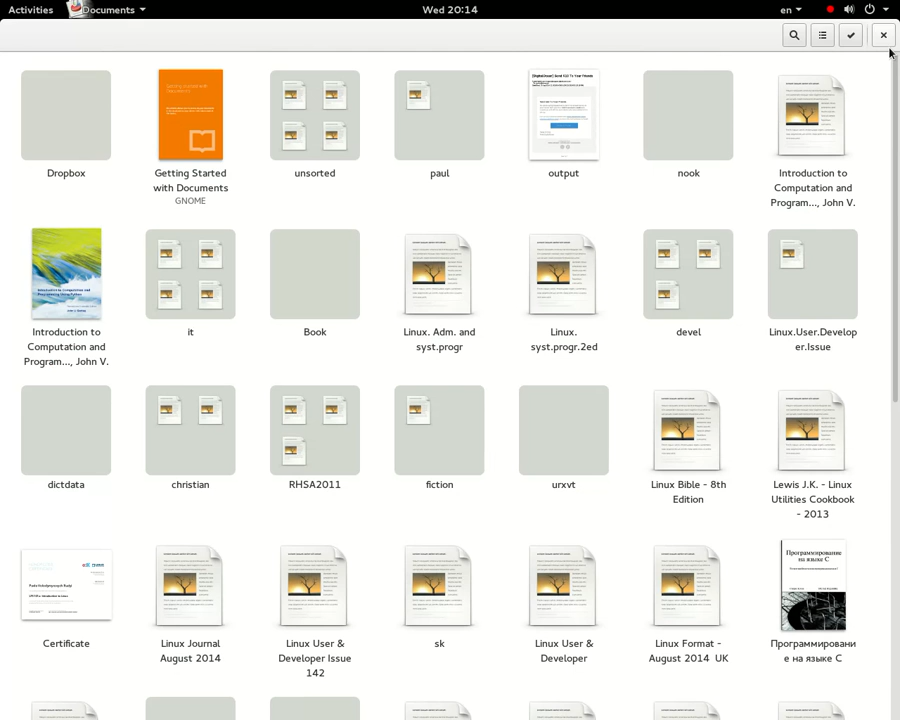 Activities
Documents
Wed 20:14
en
Dropbox
Getting Started
with Documents
GNOME
unsorted
paul
output
nook
Introduction to
Computation and
Program..., John V.
Introduction to
Computation and
Program..., John V.
it
Book
Linux. Adm. and
syst.progr
Linux.
syst.progr.2ed
devel
Linux.User.Develop
er.Issue
dictdata
christian
RHSA2011
fiction
urxvt
Linux Bible - 8th
Edition
Lewis J.K. - Linux
Utilities Cookbook
- 2013
Certificate
Linux Journal
August 2014
Linux User &
Developer Issue
142
sk
Linux User &
Developer
Linux Format -
August 2014 UK
Программирование
на языке C
Программировани
е на языке C